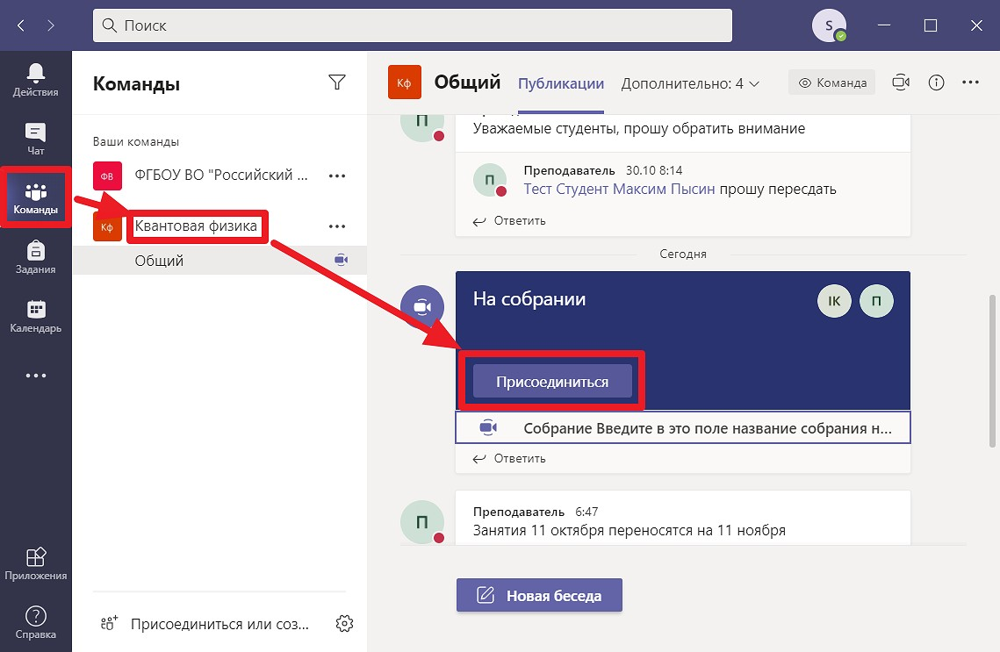 Поиск
S
Действия
Чат
Команды
Задания
Календарь
Приложения
Справка
Команды
Ваши команды
ФВ
ФГБОУ ВО "Российский ...
Кф
Квантовая физика
Общий
Присоединиться или соз...
Кф
Общий
Публикации
Дополнительно: 4
Команда
П
Уважаемые студенты, прошу обратить внимание
П
Преподаватель 30.10 8:14
Тест Студент Максим Пысин прошу пересдать
Ответить
Сегодня
На собрании
IK
П
Присоединиться
Собрание Введите в это поле название собрания н...
Ответить
П
Преподаватель 6:47
Занятия 11 октября переносятся на 11 ноября
Новая беседа